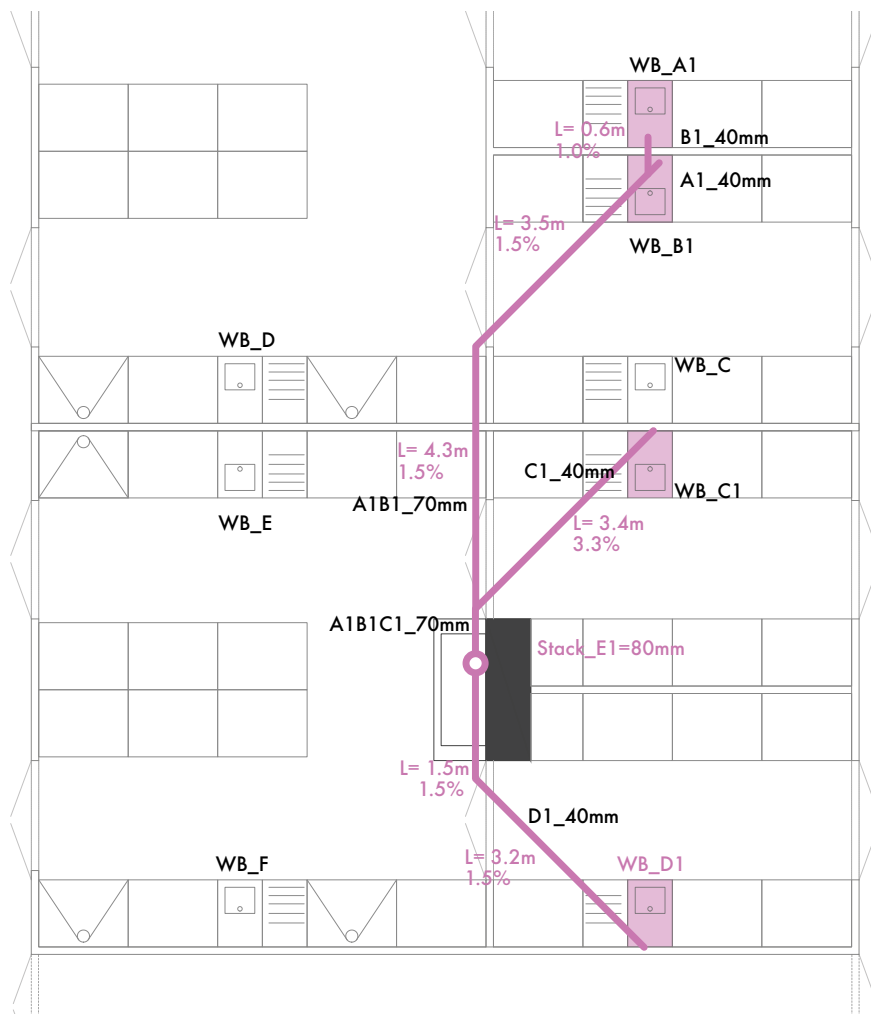 WB_A1
L= 0.6m
1.0%
B1_40mm
A1_40mm
L= 3.5m
1.5%
WB_B1
WB_D
WB_C
L= 4.3m
1.5%
C1_40mm
WB_C1
A1B1_70mm
WB_E
L= 3.4m
3.3%
A1B1C1_70mm
Stack_E1=80mm
L= 1.5m
1.5%
D1_40mm
WB_F
L= 3.2m
1.5%
WB_D1